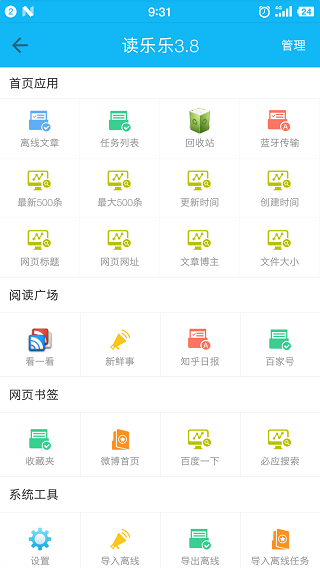 2 N 9:31 4G 24
读乐乐3.8 管理
首页应用
离线文章 任务列表 回收站 蓝牙传输
最新500条 最大500条 更新时间 创建时间
网页标题 网页网址 文章博主 文件大小
阅读广场
看一看 新鲜事 知乎日报 百家号
网页书签
收藏夹 微博首页 百度一下 必应搜索
系统工具
设置 导入离线 导出离线 导入离线任务